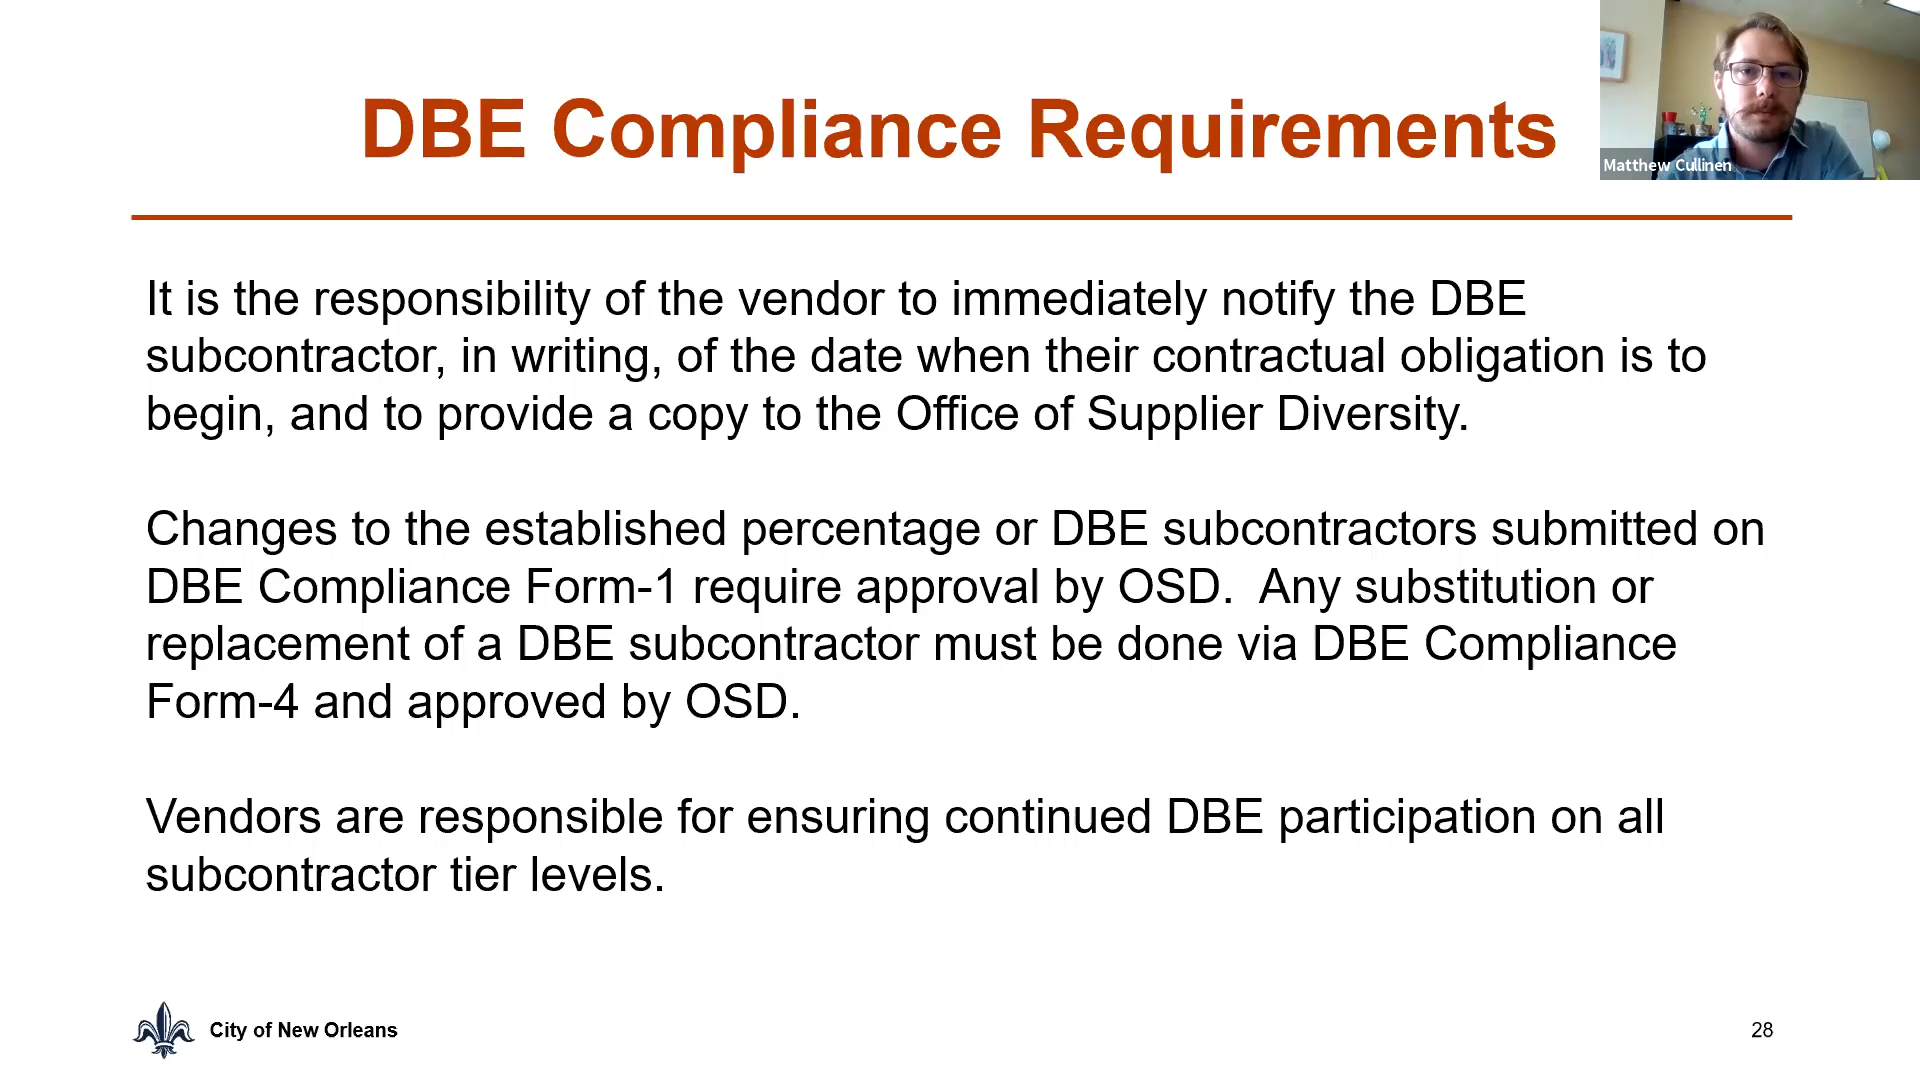 DBE Compliance Requirements
Matthew Cullinen
It is the responsibility of the vendor to immediately notify the DBE
subcontractor, in writing, of the date when their contractual obligation is to
begin, and to provide a copy to the Office of Supplier Diversity.
Changes to the established percentage or DBE subcontractors submitted on
DBE Compliance Form-1 require approval by OSD.  Any substitution or
replacement of a DBE subcontractor must be done via DBE Compliance
Form-4 and approved by OSD.
Vendors are responsible for ensuring continued DBE participation on all
subcontractor tier levels.
City of New Orleans
28